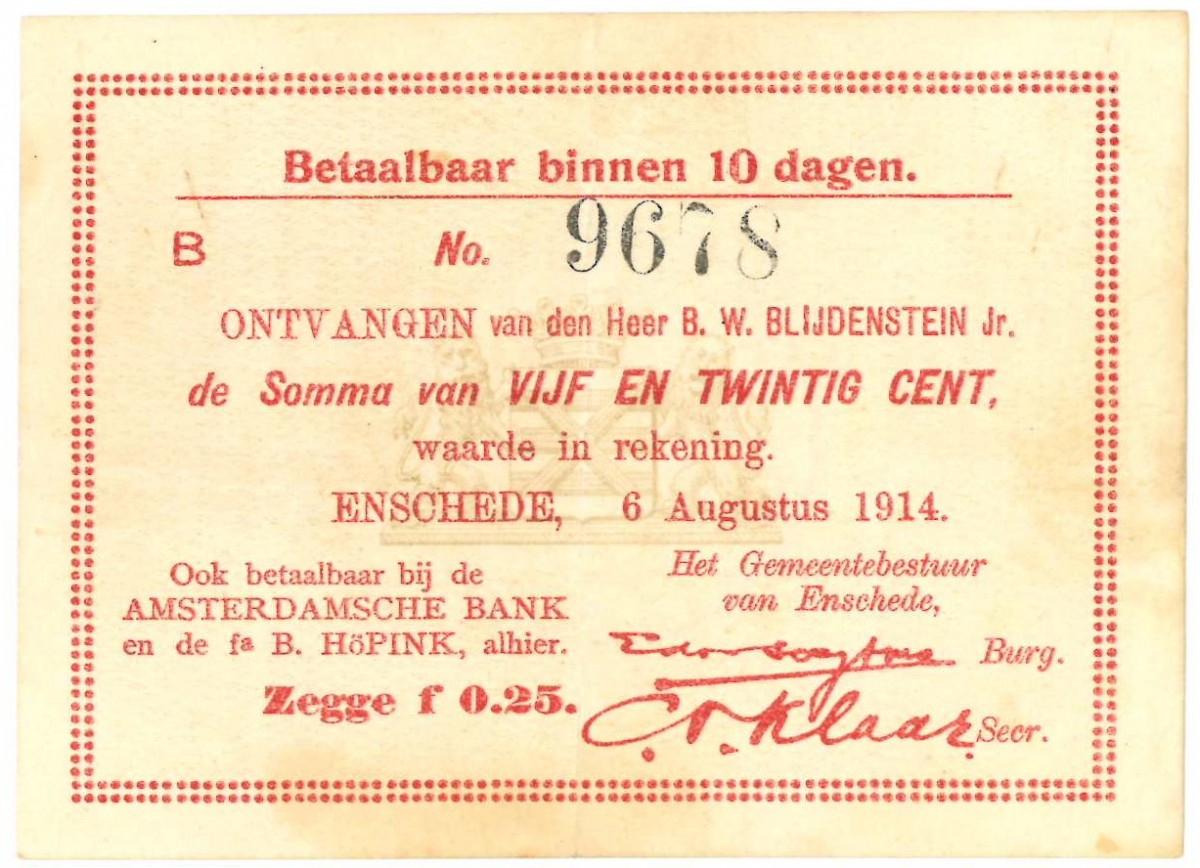 Betaalbaar binnen 10 dagen.
B No. 9678
ONTVANGEN van den Heer B. W. BLIJDENSTEIN Jr.
de Somma van VIJF EN TWINTIG CENT,
waarde in rekening.
ENSCHEDE, 6 Augustus 1914.
Ook betaalbaar bij de
AMSTERDAMSCHE BANK
en de fa B. HöPINK, alhier.
Zegge f 0.25.
Het Gemeentebestuur
van Enschede,
Burg.
Klaar Secr.